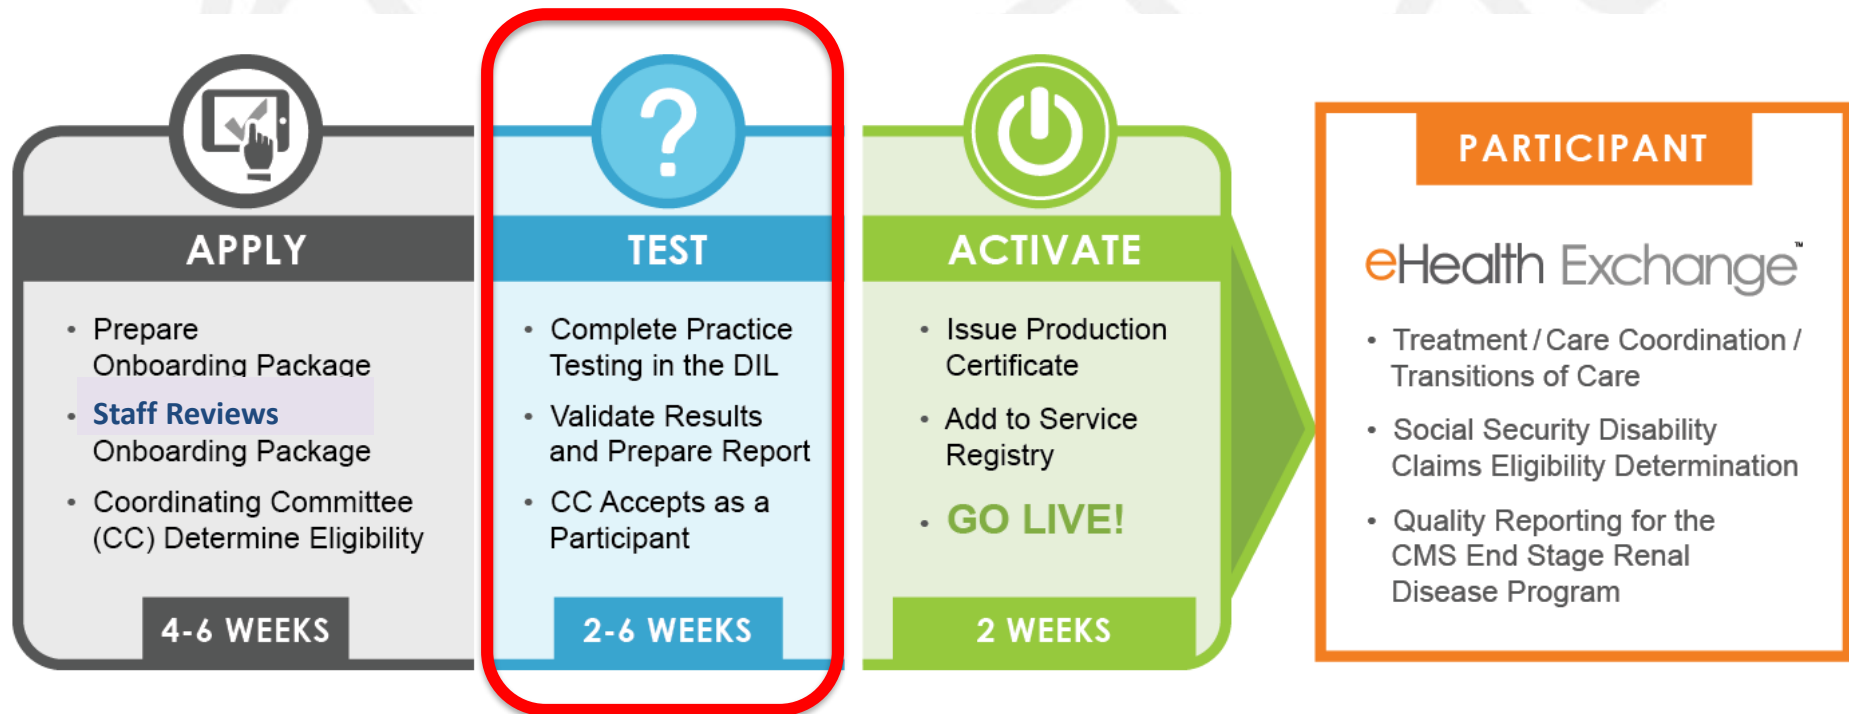 APPLY
• Prepare
Onboarding Package
• Staff Reviews
Onboarding Package
• Coordinating Committee
(CC) Determine Eligibility
4-6 WEEKS
?
TEST
• Complete Practice
Testing in the DIL
• Validate Results
and Prepare Report
• CC Accepts as a
Participant
2-6 WEEKS
ACTIVATE
• Issue Production
Certificate
• Add to Service
Registry
• GO LIVE!
2 WEEKS
PARTICIPANT
eHealth Exchange™
• Treatment / Care Coordination /
Transitions of Care
• Social Security Disability
Claims Eligibility Determination
• Quality Reporting for the
CMS End Stage Renal
Disease Program